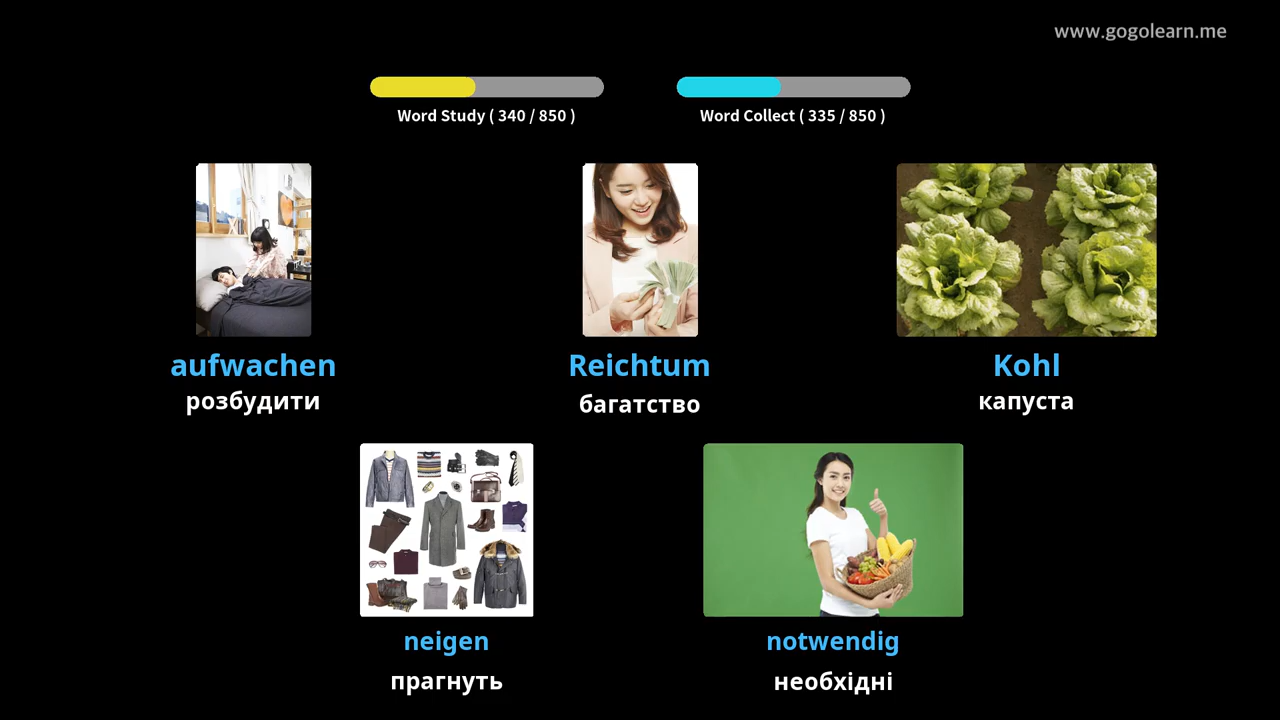 www.gogolearn.me
Word Study ( 340 / 850 )
Word Collect ( 335 / 850 )
aufwachen
розбудити
Reichtum
багатство
Kohl
капуста
neigen
прагнуть
notwendig
необхідні